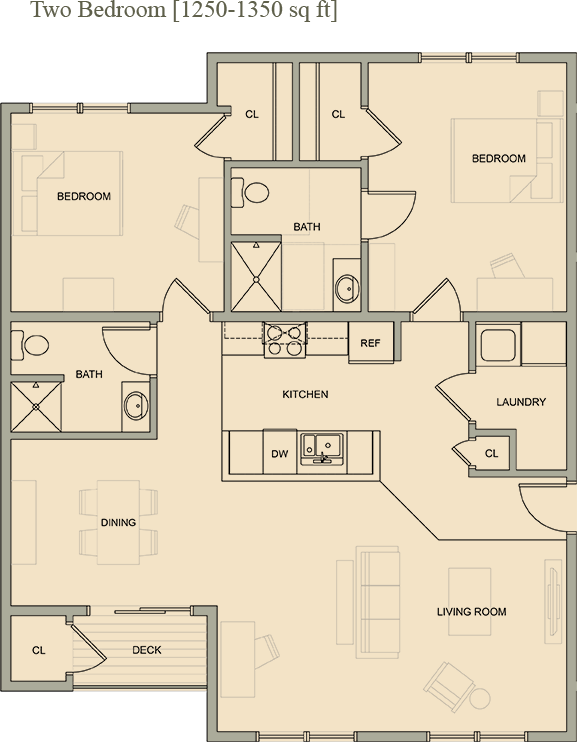 Two Bedroom [1250-1350 sq ft]
CL
CL
BEDROOM
BEDROOM
BATH
REF
BATH
KITCHEN
LAUNDRY
DW
CL
DINING
LIVING ROOM
CL
DECK